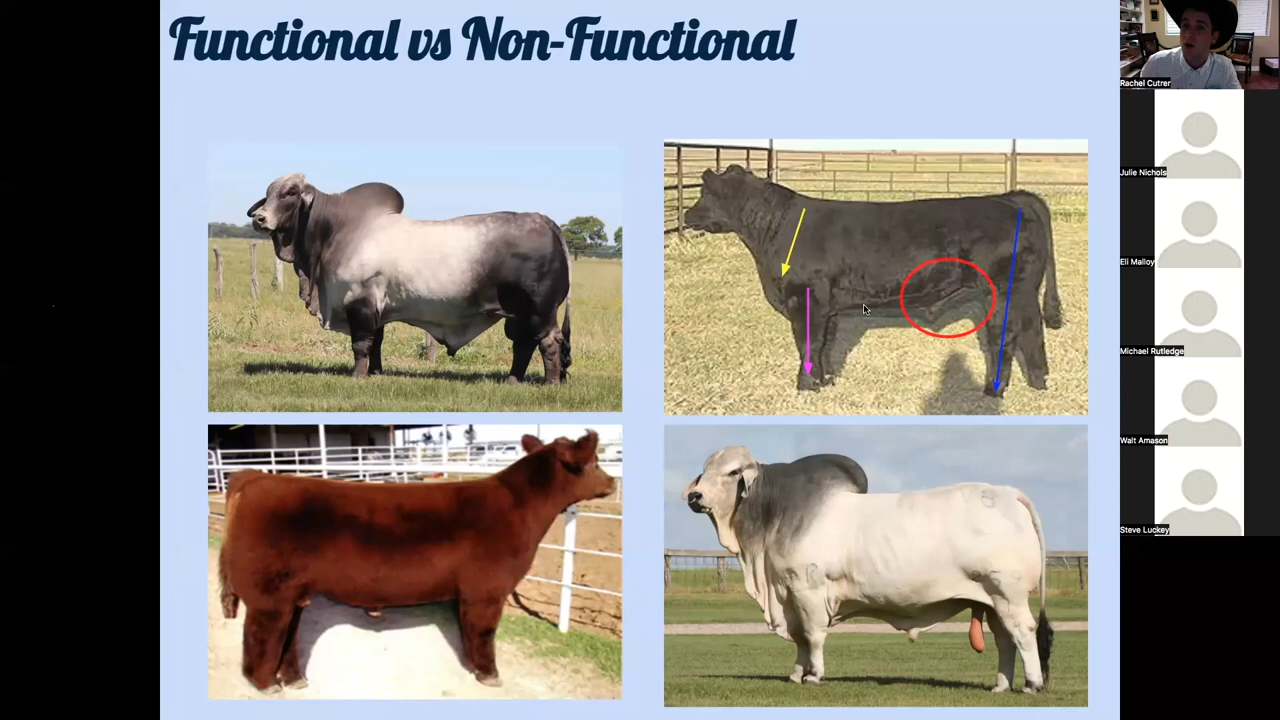 Functional vs Non-Functional
Rachel Cutrer
Julie Nichols
Eli Malloy
Michael Rutledge
Walt Amason
Steve Luckey